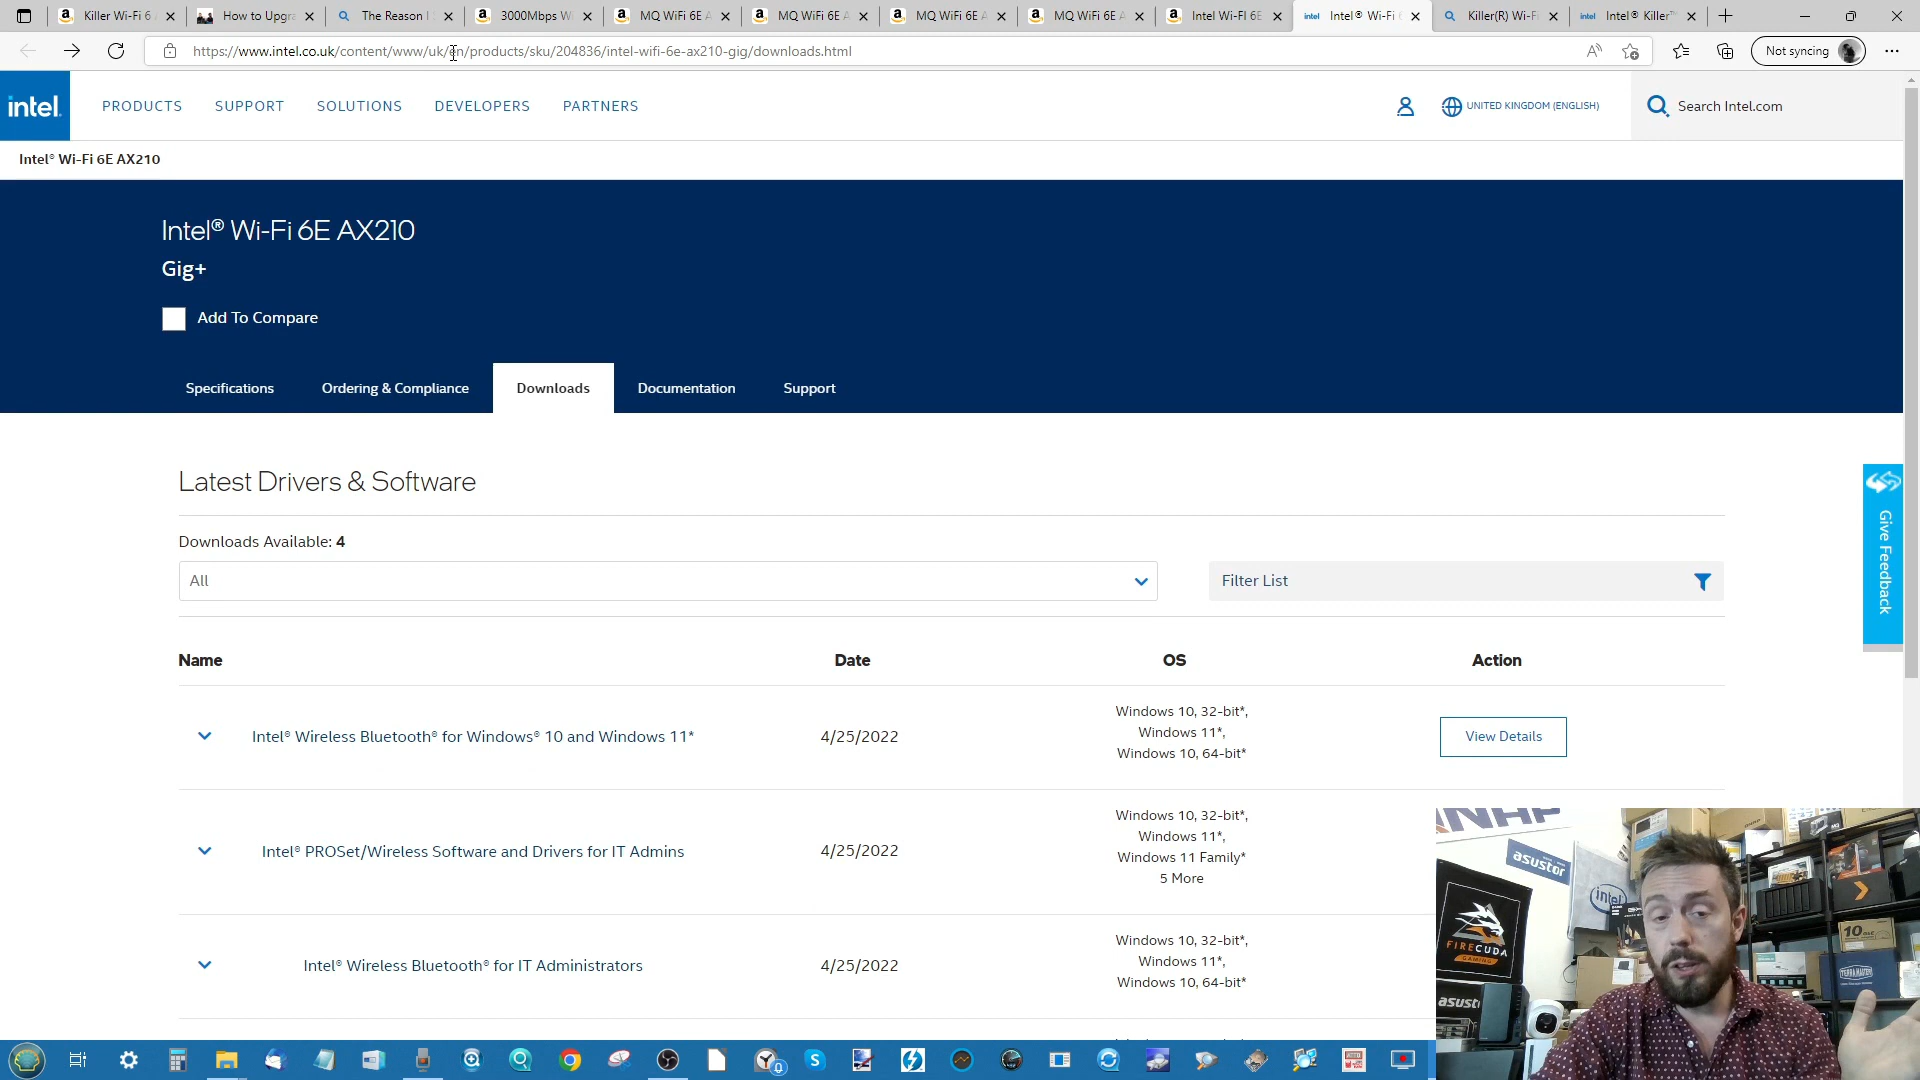 Killer Wi-Fi 6
How to Upgra
The Reason I
3000Mbps W
MQ WiFi 6E A
MQ WiFi 6E A
MQ WiFi 6E A
MQ WiFi 6E A
Intel Wi-FI 6E
Intel® Wi-Fi 6
Killer(R) Wi-Fi
Intel® Killer™
https://www.intel.co.uk/content/www/uk/en/products/sku/204836/intel-wifi-6e-ax210-gig/downloads.html
Not syncing
intel.
PRODUCTS
SUPPORT
SOLUTIONS
DEVELOPERS
PARTNERS
UNITED KINGDOM (ENGLISH)
Search Intel.com
Intel® Wi-Fi 6E AX210
Intel® Wi-Fi 6E AX210
Gig+
Add To Compare
Specifications
Ordering & Compliance
Downloads
Documentation
Support
Latest Drivers & Software
Downloads Available: 4
All
Filter List
Give Feedback
Name
Date
OS
Action
Intel® Wireless Bluetooth® for Windows® 10 and Windows 11*
4/25/2022
Windows 10, 32-bit*,
Windows 11*,
Windows 10, 64-bit*
View Details
Intel® PROSet/Wireless Software and Drivers for IT Admins
4/25/2022
Windows 10, 32-bit*,
Windows 11*,
Windows 11 Family*
5 More
Intel® Wireless Bluetooth® for IT Administrators
4/25/2022
Windows 10, 32-bit*,
Windows 11*,
Windows 10, 64-bit*
asustor
intel
FIRECUDA
GAMING
asust
10